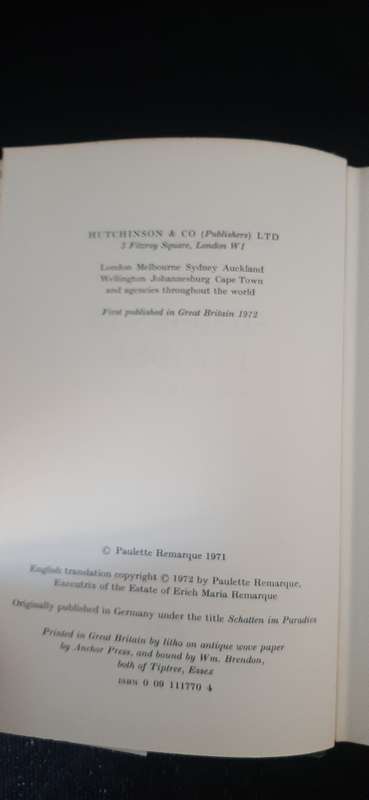 HUTCHINSON & CO (Publishers) LTD
3 Fitzroy Square, London W1
London Melbourne Sydney Auckland
Wellington Johannesburg Cape Town
and agencies throughout the world
First published in Great Britain 1972
© Paulette Remarque 1971
English translation copyright © 1972 by Paulette Remarque,
Executrix of the Estate of Erich Maria Remarque
Originally published in Germany under the title Schatten im Paradies
Printed in Great Britain by litho on antique wove paper
by Anchor Press, and bound by Wm. Brendon,
both of Tiptree, Essex
ISBN 0 09 111770 4